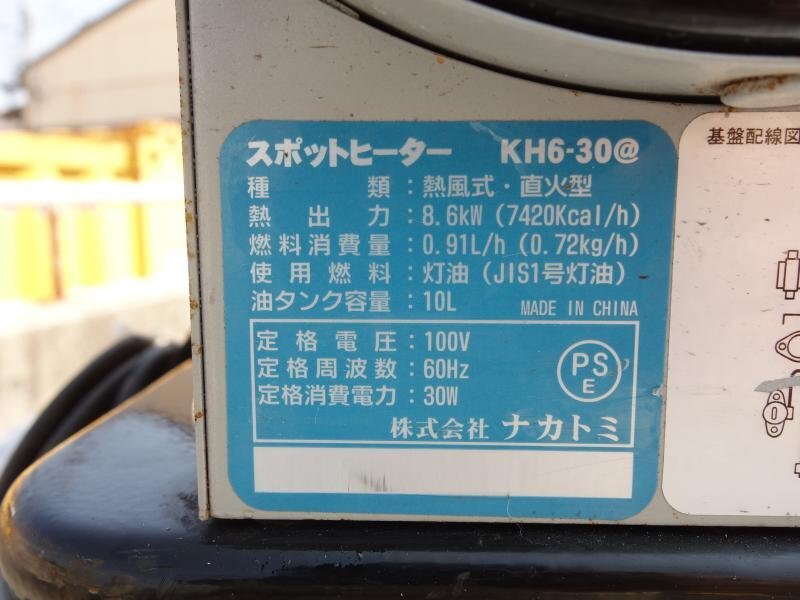 スポットヒーター KH6-30@
種類：熱風式・直火型
熱出力：8.6kW (7420Kcal/h)
燃料消費量：0.91L/h (0.72kg/h)
使用燃料：灯油 (JIS1号灯油)
油タンク容量：10L MADE IN CHINA
定格電圧：100V
定格周波数：60Hz
定格消費電力：30W
PS
E
株式会社 ナカトミ
基盤配線図